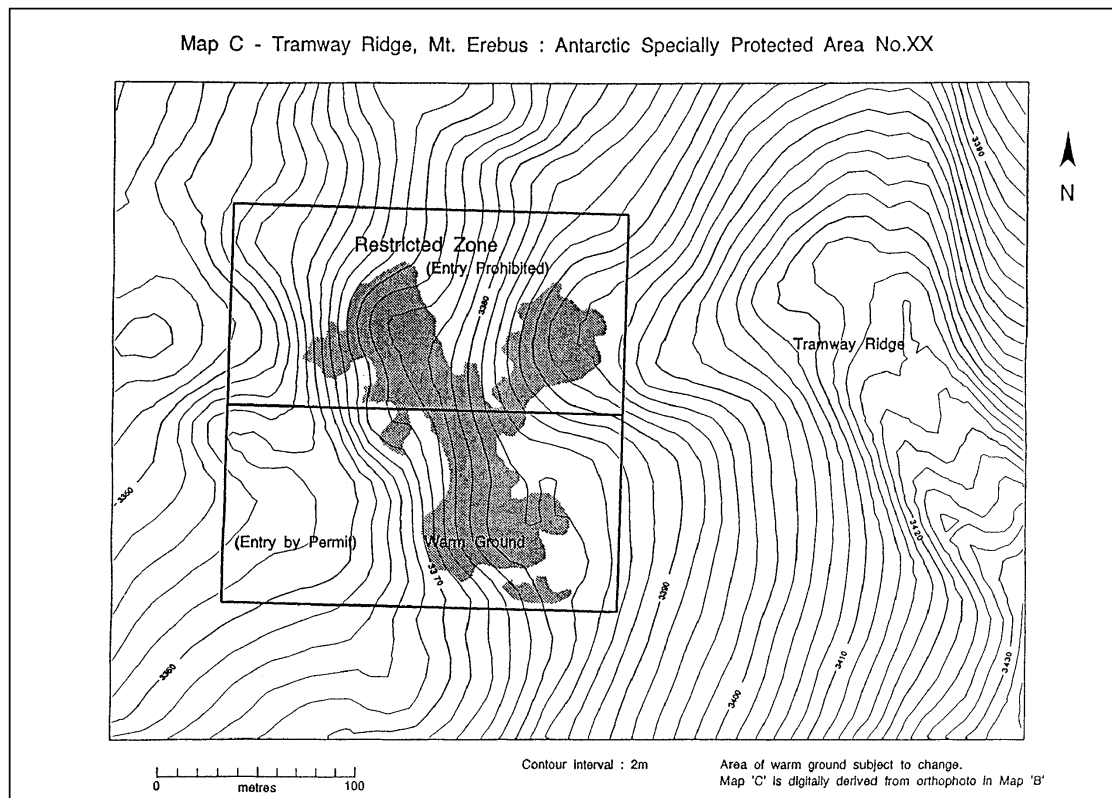 Map C - Tramway Ridge, Mt. Erebus : Antarctic Specially Protected Area No.XX
3390
N
Restricted Zone
(Entry Prohibited)
3380
Tramway Ridge
3350
3420
(Entry by Permit)
Warm Ground
3370
3390
3360
3410
3430
3400
Contour interval : 2m
Area of warm ground subject to change.
0 100
metres
Map 'C' is digitally derived from orthophoto in Map 'B'